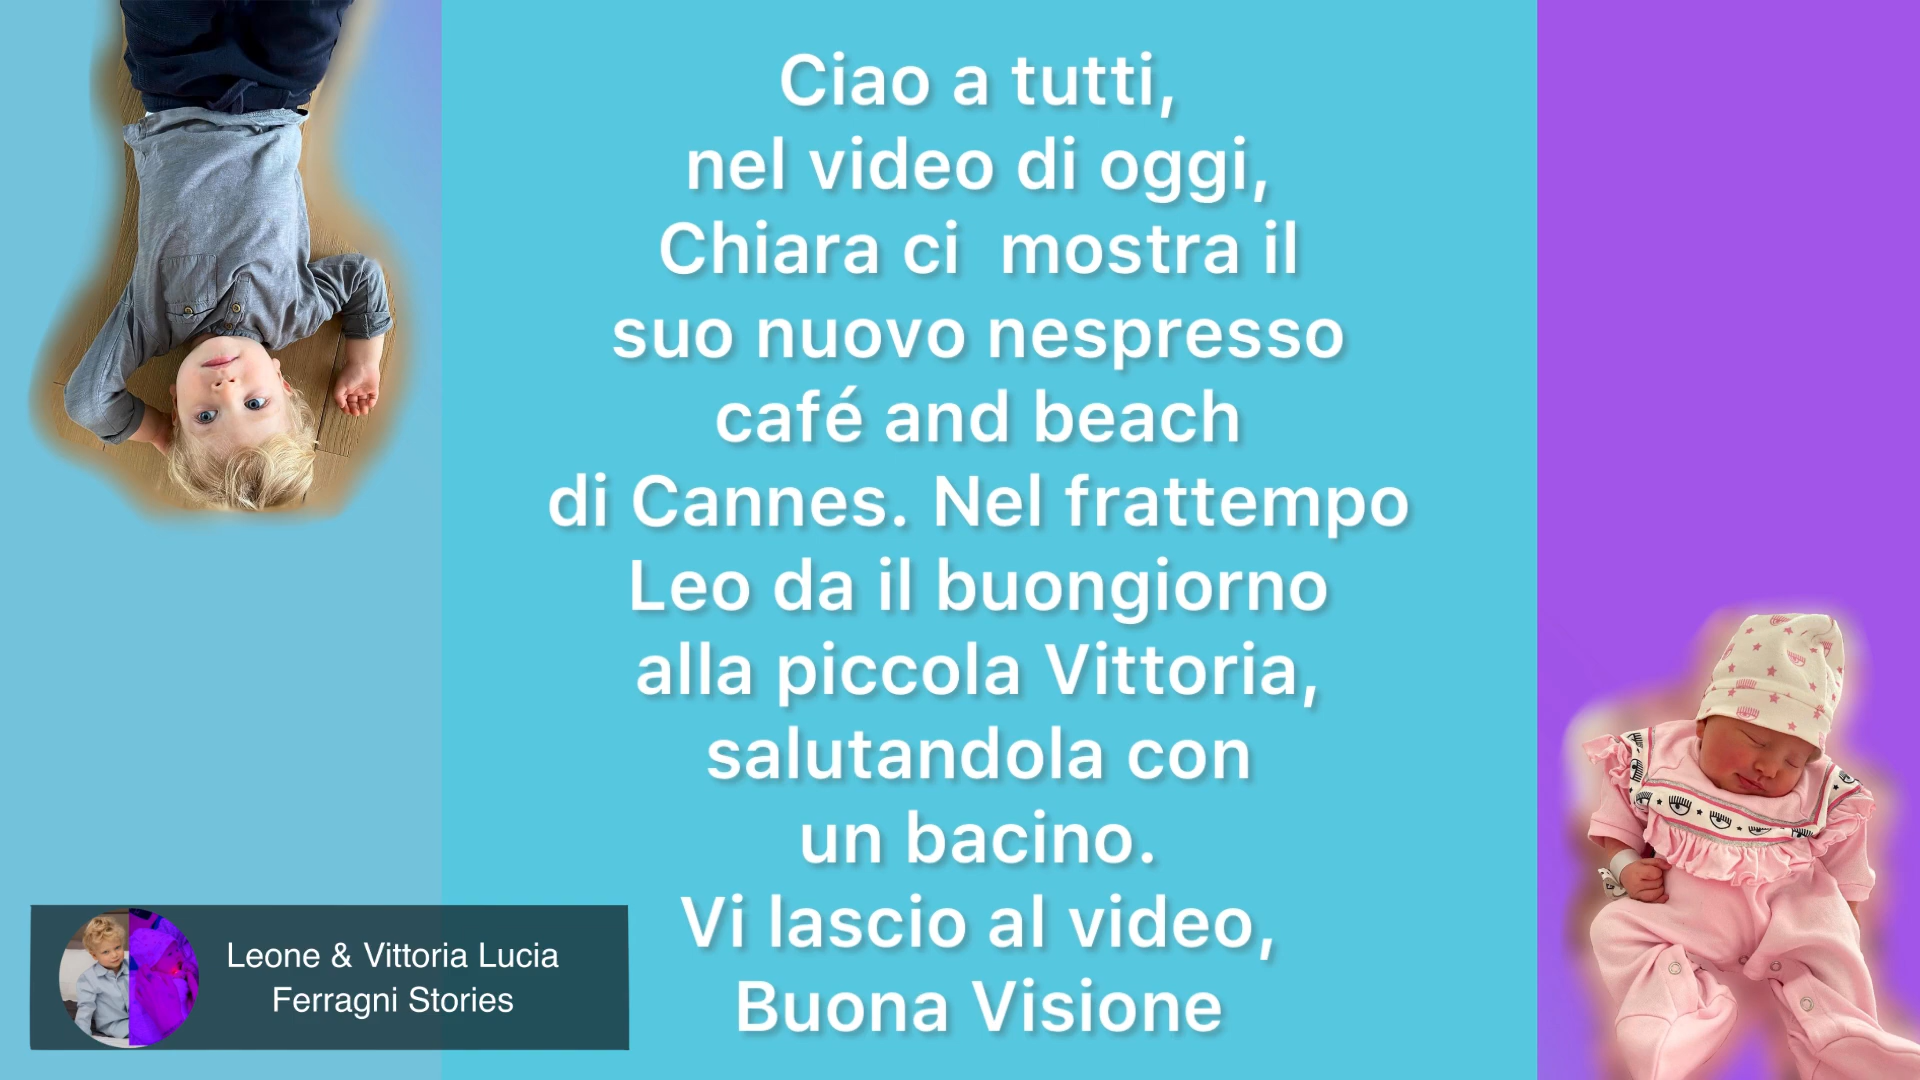 Ciao a tutti,
nel video di oggi,
Chiara ci  mostra il
suo nuovo nespresso
café and beach
di Cannes. Nel frattempo
Leo da il buongiorno
alla piccola Vittoria,
salutandola con
un bacino.
Vi lascio al video,
Buona Visione
Leone & Vittoria Lucia
Ferragni Stories